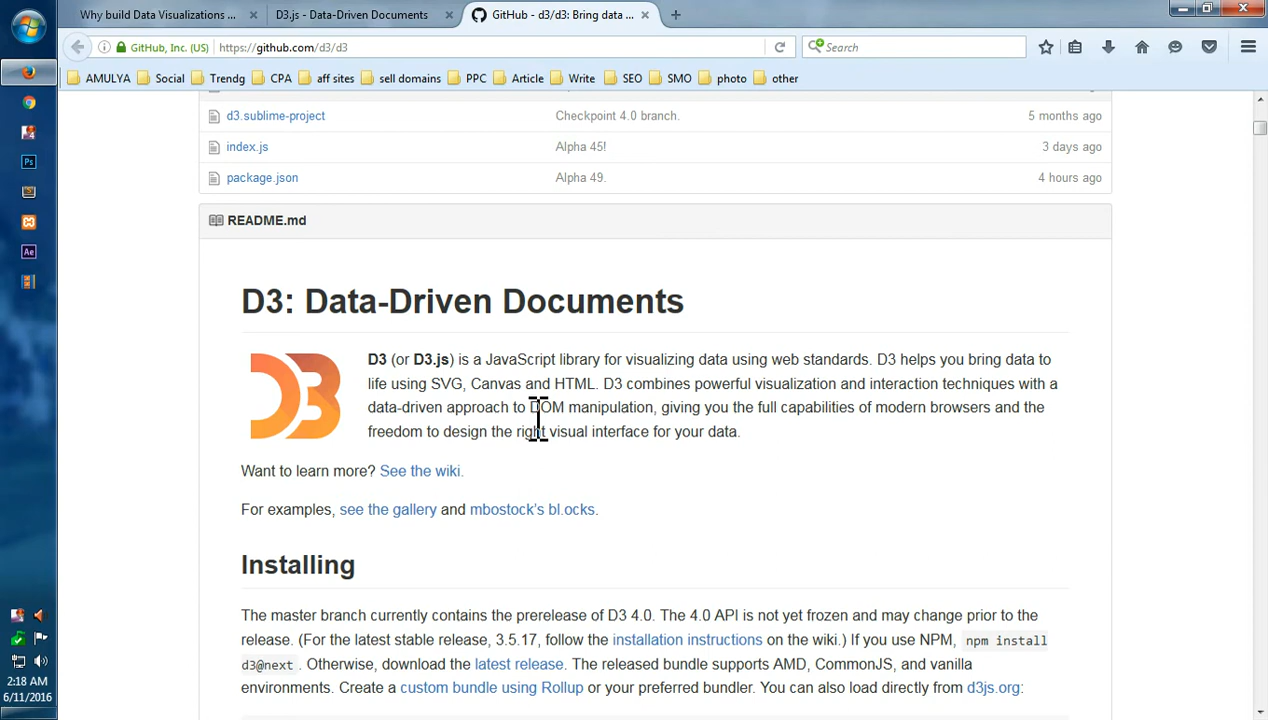 Why build Data Visualizations ...
D3.js - Data-Driven Documents
GitHub - d3/d3: Bring data ...
GitHub, Inc. (US)
https://github.com/d3/d3
Search
AMULYA
Social
Trendg
CPA
aff sites
sell domains
PPC
Article
Write
SEO
SMO
photo
other
d3.sublime-project Checkpoint 4.0 branch. 5 months ago
index.js Alpha 45! 3 days ago
package.json Alpha 49. 4 hours ago
README.md
D3: Data-Driven Documents
D3 (or D3.js) is a JavaScript library for visualizing data using web standards. D3 helps you bring data to
life using SVG, Canvas and HTML. D3 combines powerful visualization and interaction techniques with a
data-driven approach to DOM manipulation, giving you the full capabilities of modern browsers and the
freedom to design the right visual interface for your data.
Want to learn more? See the wiki.
For examples, see the gallery and mbostock's bl.ocks.
Installing
The master branch currently contains the prerelease of D3 4.0. The 4.0 API is not yet frozen and may change prior to the
release. (For the latest stable release, 3.5.17, follow the installation instructions on the wiki.) If you use NPM, npm install
d3@next. Otherwise, download the latest release. The released bundle supports AMD, CommonJS, and vanilla
environments. Create a custom bundle using Rollup or your preferred bundler. You can also load directly from d3js.org:
Ps
Ae
2:18 AM
6/11/2016